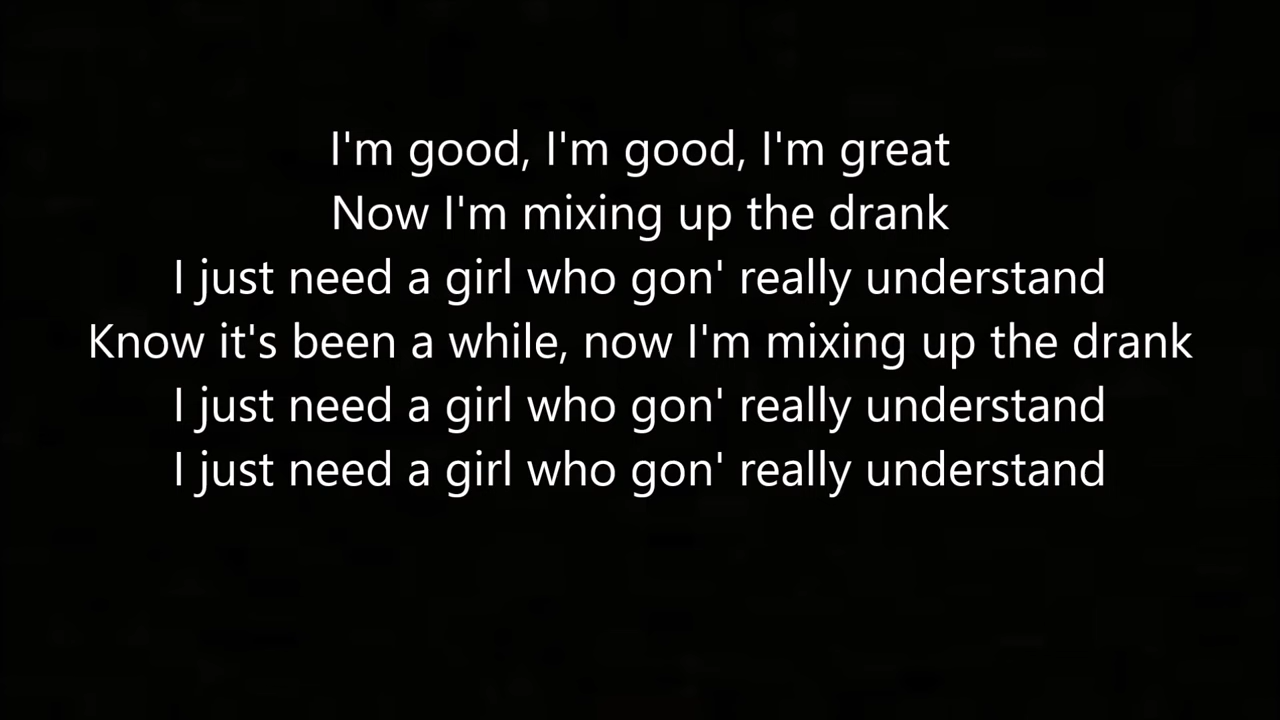 I'm good, I'm good, I'm great
Now I'm mixing up the drank
I just need a girl who gon' really understand
Know it's been a while, now I'm mixing up the drank
I just need a girl who gon' really understand
I just need a girl who gon' really understand